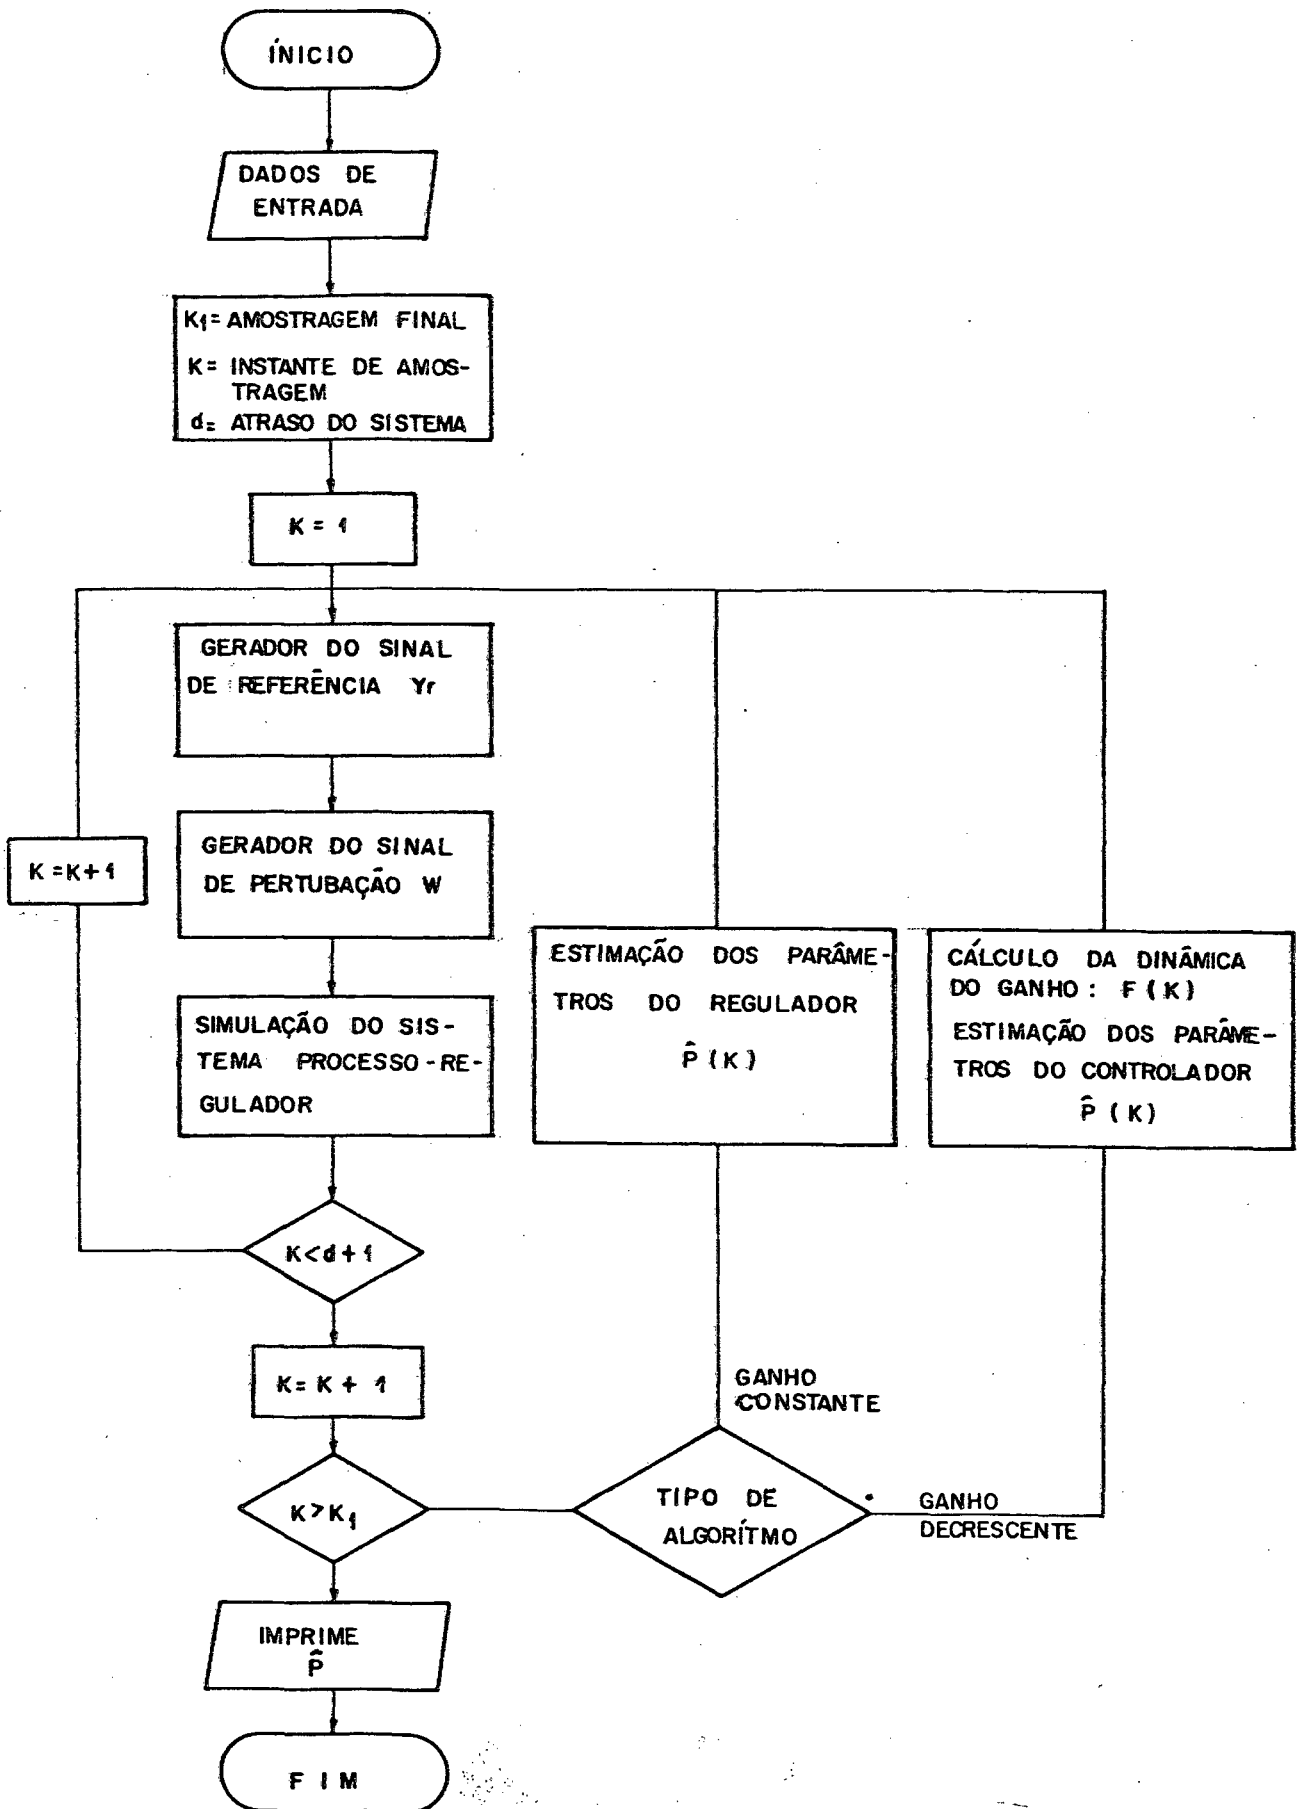 ÍNICIO
DADOS DE
ENTRADA
K1= AMOSTRAGEM FINAL
K= INSTANTE DE AMOS-
TRAGEM
d= ATRASO DO SISTEMA
K = 1
GERADOR DO SINAL
DE REFERÊNCIA Yr
GERADOR DO SINAL
DE PERTUBAÇÃO W
K=K+1
SIMULAÇÃO DO SIS-
TEMA PROCESSO-RE-
GULADOR
ESTIMAÇÃO DOS PARÂME-
TROS DO REGULADOR
P̂ (K)
CÁLCULO DA DINÂMICA
DO GANHO: F (K)
ESTIMAÇÃO DOS PARÂME-
TROS DO CONTROLADOR
P̂ (K)
K<d+1
K= K + 1
GANHO
CONSTANTE
K>K1
TIPO DE
ALGORÍTMO
GANHO
DECRESCENTE
IMPRIME
P̂
FIM